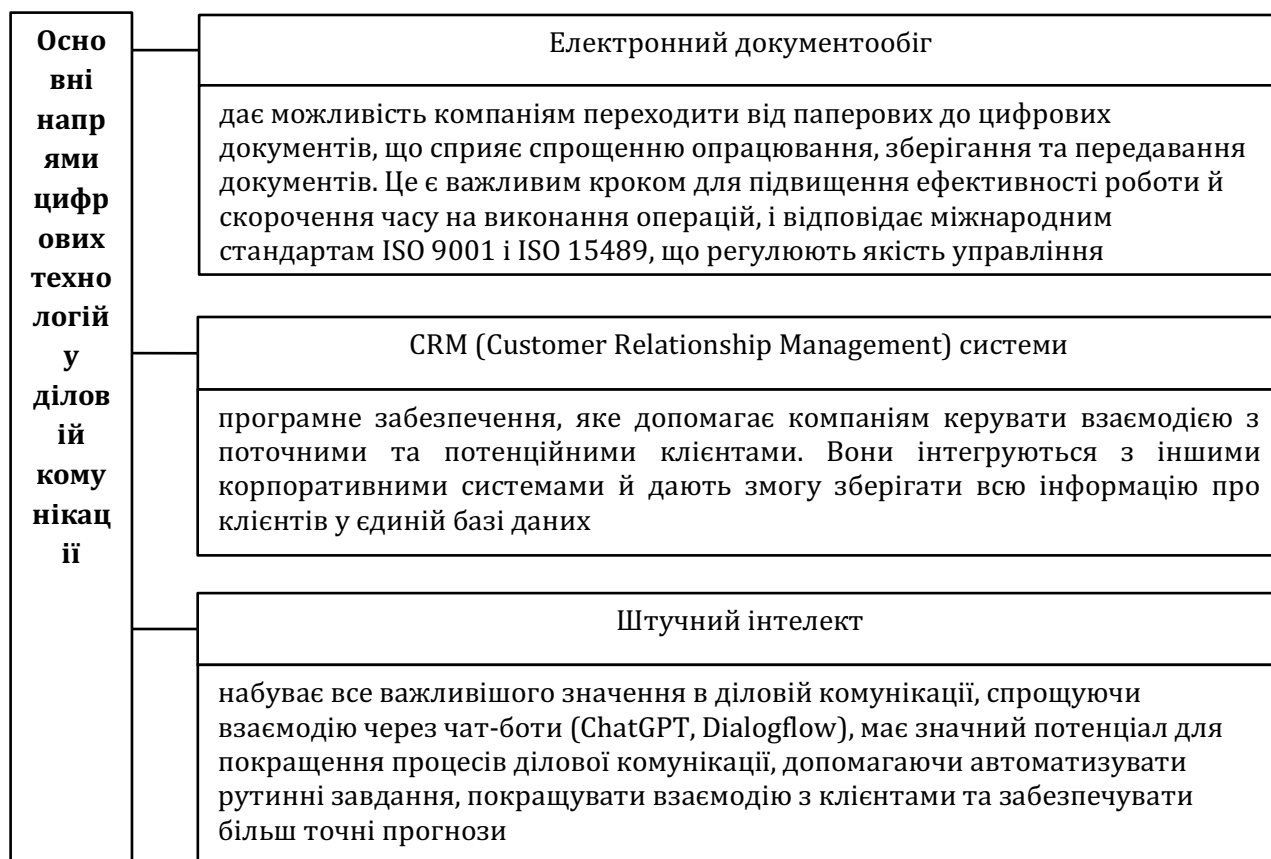 Осно
вні
напр
ями
цифр
ових
техно
логій
у
ділов
ій
кому
нікац
ії
Електронний документообіг
дає можливість компаніям переходити від паперових до цифрових
документів, що сприяє спрощенню опрацювання, зберігання та передавання
документів. Це є важливим кроком для підвищення ефективності роботи й
скорочення часу на виконання операцій, і відповідає міжнародним
стандартам ISO 9001 і ISO 15489, що регулюють якість управління
CRM (Customer Relationship Management) системи
програмне забезпечення, яке допомагає компаніям керувати взаємодією з
поточними та потенційними клієнтами. Вони інтегруються з іншими
корпоративними системами й дають змогу зберігати всю інформацію про
клієнтів у єдиній базі даних
Штучний інтелект
набуває все важливішого значення в діловій комунікації, спрощуючи
взаємодію через чат-боти (ChatGPT, Dialogflow), має значний потенціал для
покращення процесів ділової комунікації, допомагаючи автоматизувати
рутинні завдання, покращувати взаємодію з клієнтами та забезпечувати
більш точні прогнози